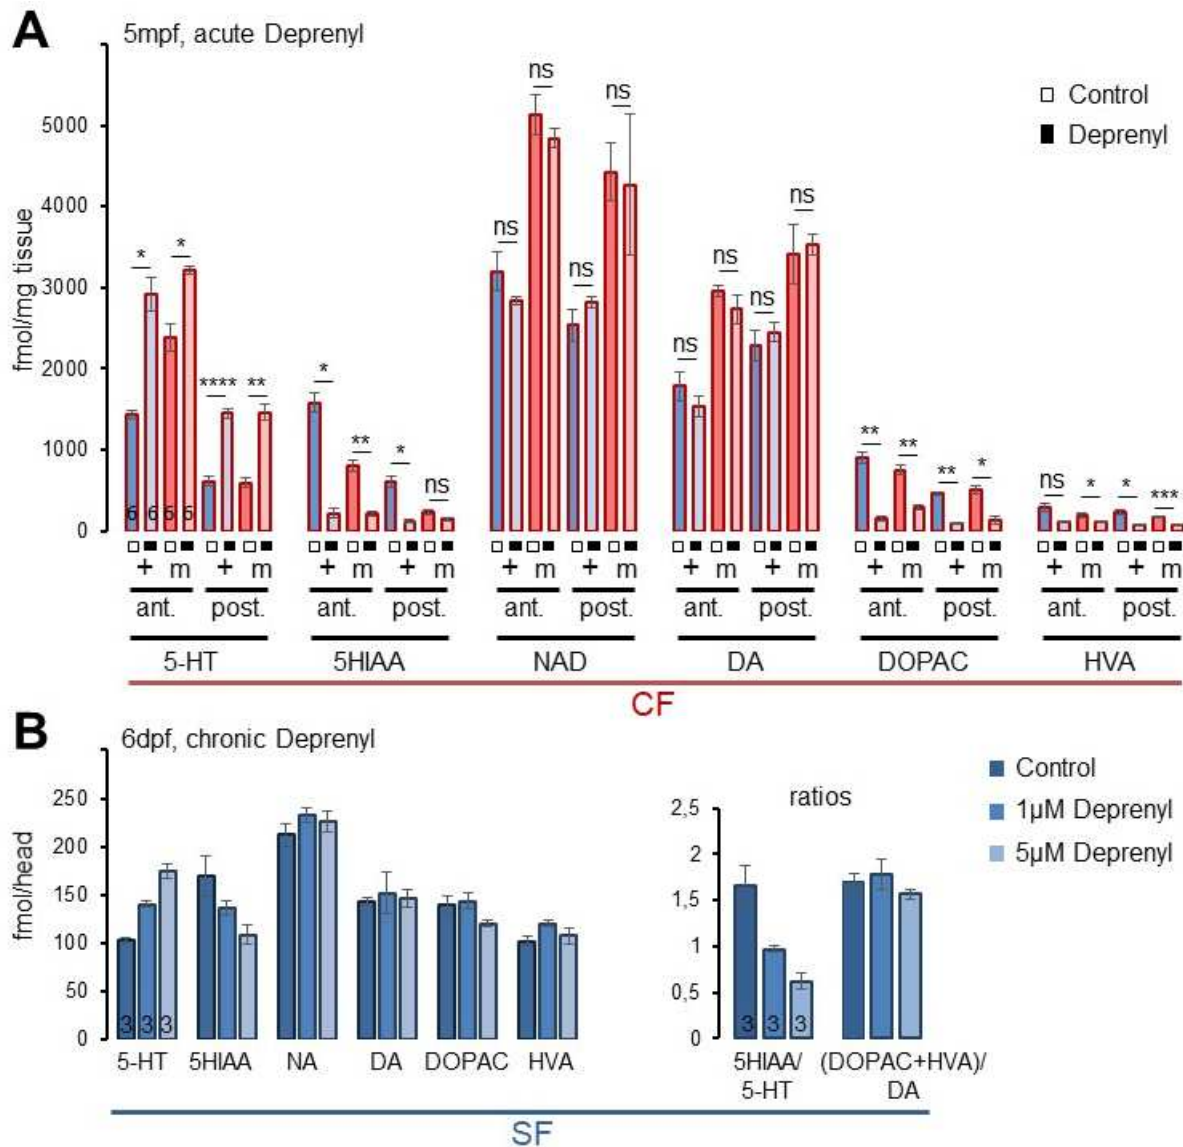 A
5mpf, acute Deprenyl
Control
Deprenyl
fmol/mg tissue
5000
4000
3000
2000
1000
0
* * **** **
* ** * ns
ns ns ns ns
ns ns ns ns
** ** ** *
ns * * ***
6 6 6 6
+ m + m + m + m + m + m + m + m + m + m + m + m
ant. post. ant. post. ant. post. ant. post. ant. post. ant. post.
5-HT 5HIAA NAD DA DOPAC HVA
CF
B
6dpf, chronic Deprenyl
Control
1µM Deprenyl
5µM Deprenyl
fmol/head
250
200
150
100
50
0
3 3 3
5-HT 5HIAA NA DA DOPAC HVA
ratios
2,5
2
1,5
1
0,5
0
3 3 3
5HIAA/ (DOPAC+HVA)/
5-HT DA
SF